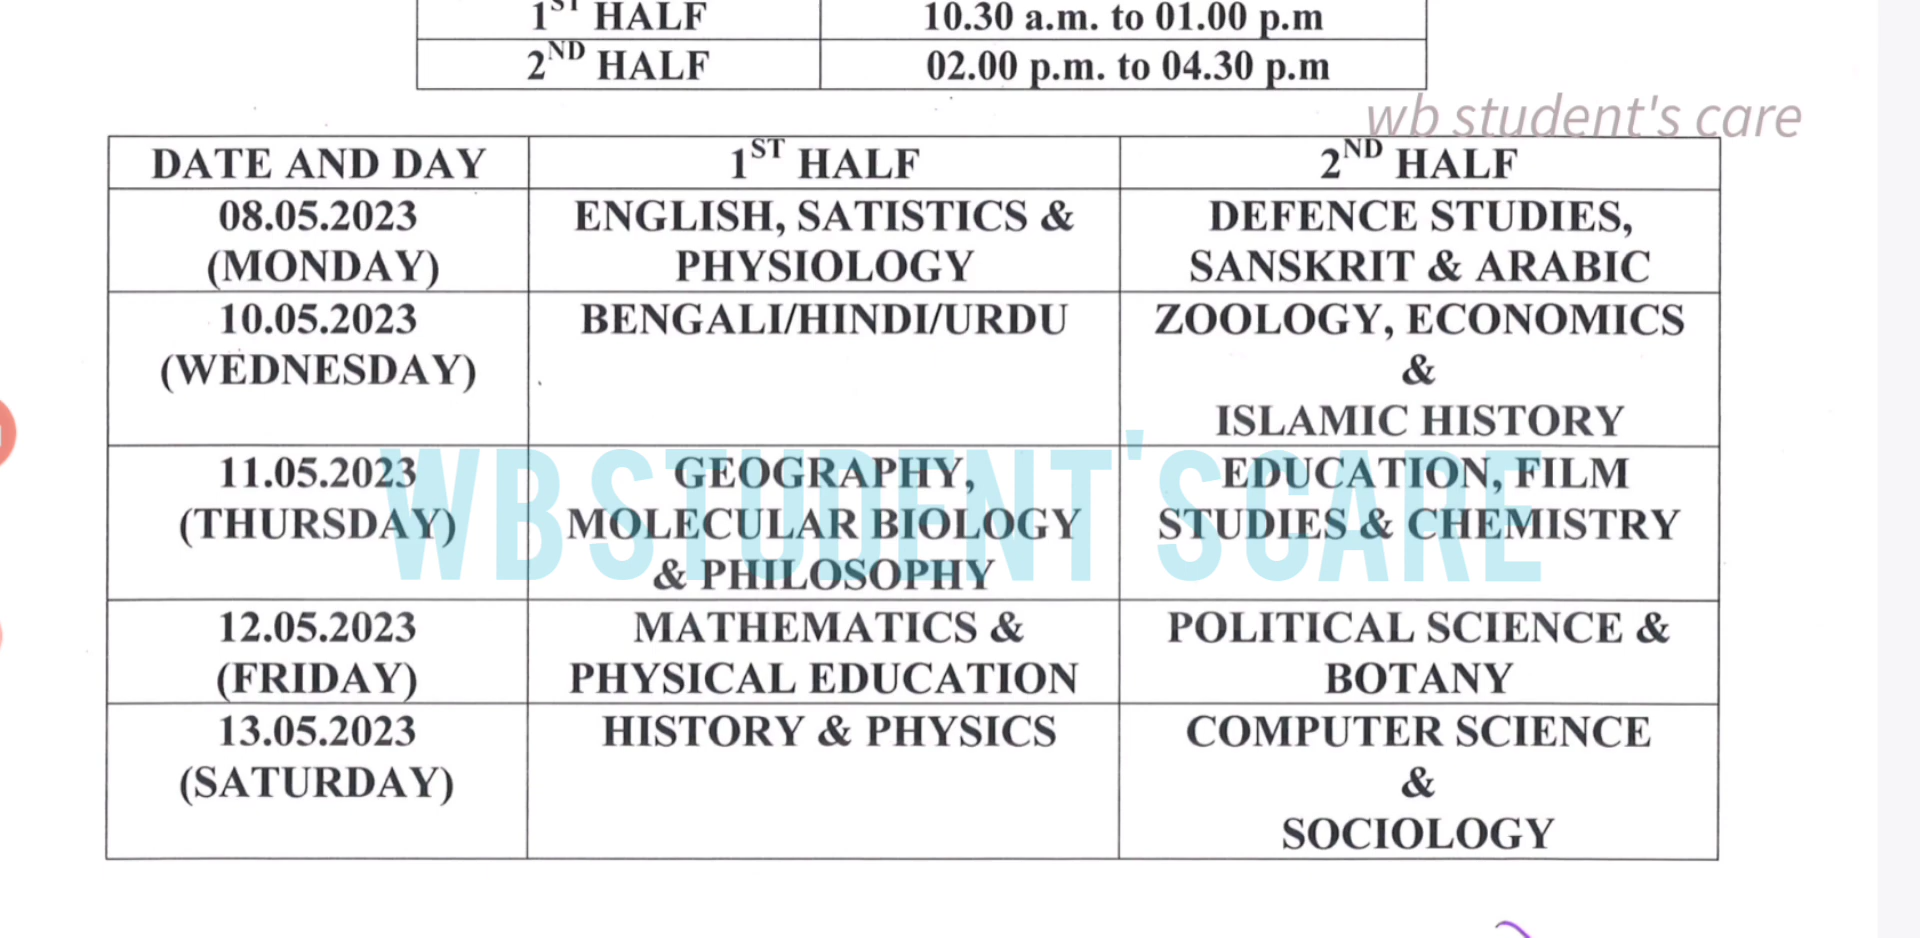 1ST HALF 10.30 a.m. to 01.00 p.m
2ND HALF 02.00 p.m. to 04.30 p.m
wb student's care
DATE AND DAY 1ST HALF 2ND HALF
08.05.2023 ENGLISH, SATISTICS & DEFENCE STUDIES,
(MONDAY) PHYSIOLOGY SANSKRIT & ARABIC
10.05.2023 BENGALI/HINDI/URDU ZOOLOGY, ECONOMICS
(WEDNESDAY) &
ISLAMIC HISTORY
11.05.2023 GEOGRAPHY, EDUCATION, FILM
(THURSDAY) MOLECULAR BIOLOGY STUDIES & CHEMISTRY
& PHILOSOPHY
WB STUDENT'S CARE
12.05.2023 MATHEMATICS & POLITICAL SCIENCE &
(FRIDAY) PHYSICAL EDUCATION BOTANY
13.05.2023 HISTORY & PHYSICS COMPUTER SCIENCE
(SATURDAY) &
SOCIOLOGY